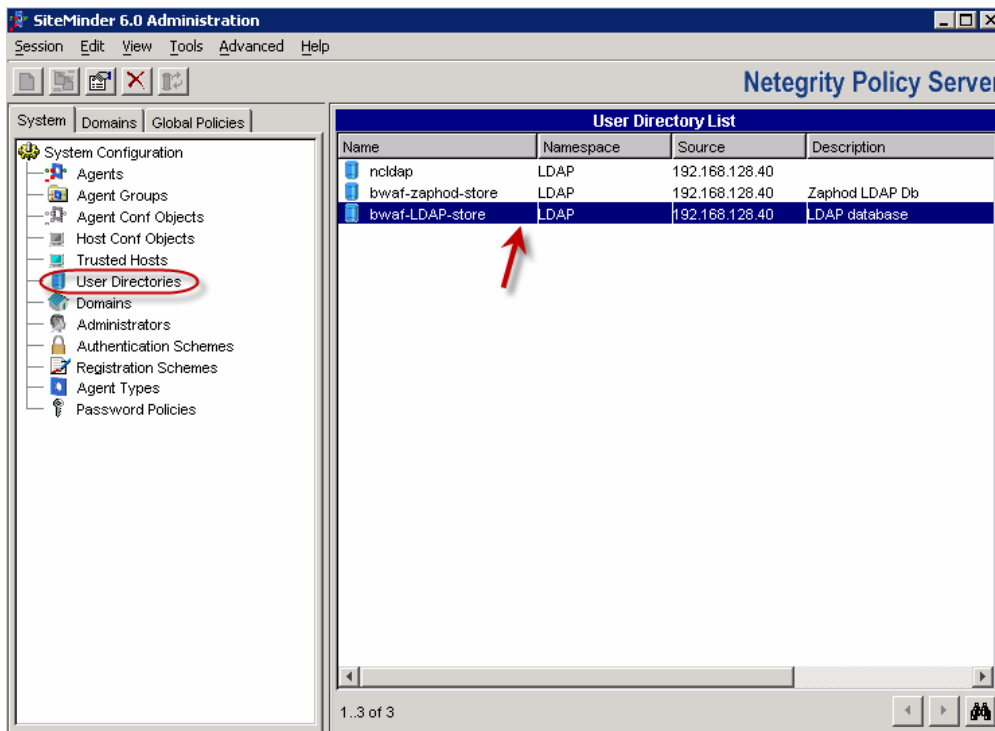 SiteMinder 6.0 Administration
Session Edit View Tools Advanced Help
Netegrity Policy Server
System Domains Global Policies
System Configuration
Agents
Agent Groups
Agent Conf Objects
Host Conf Objects
Trusted Hosts
User Directories
Domains
Administrators
Authentication Schemes
Registration Schemes
Agent Types
Password Policies
User Directory List
Name Namespace Source Description
ncldap LDAP 192.168.128.40
bwaf-zaphod-store LDAP 192.168.128.40 Zaphod LDAP Db
bwaf-LDAP-store LDAP 192.168.128.40 LDAP database
1..3 of 3